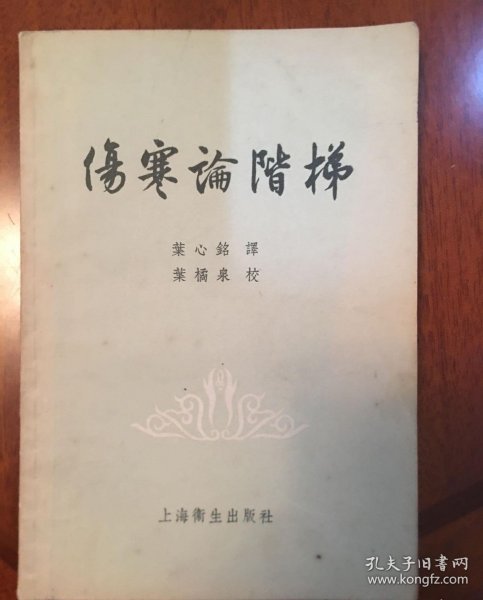 傷寒論階梯
葉心銘 譯
葉橘泉 校
上海衛生出版社
孔夫子旧书网
www.kongfz.com